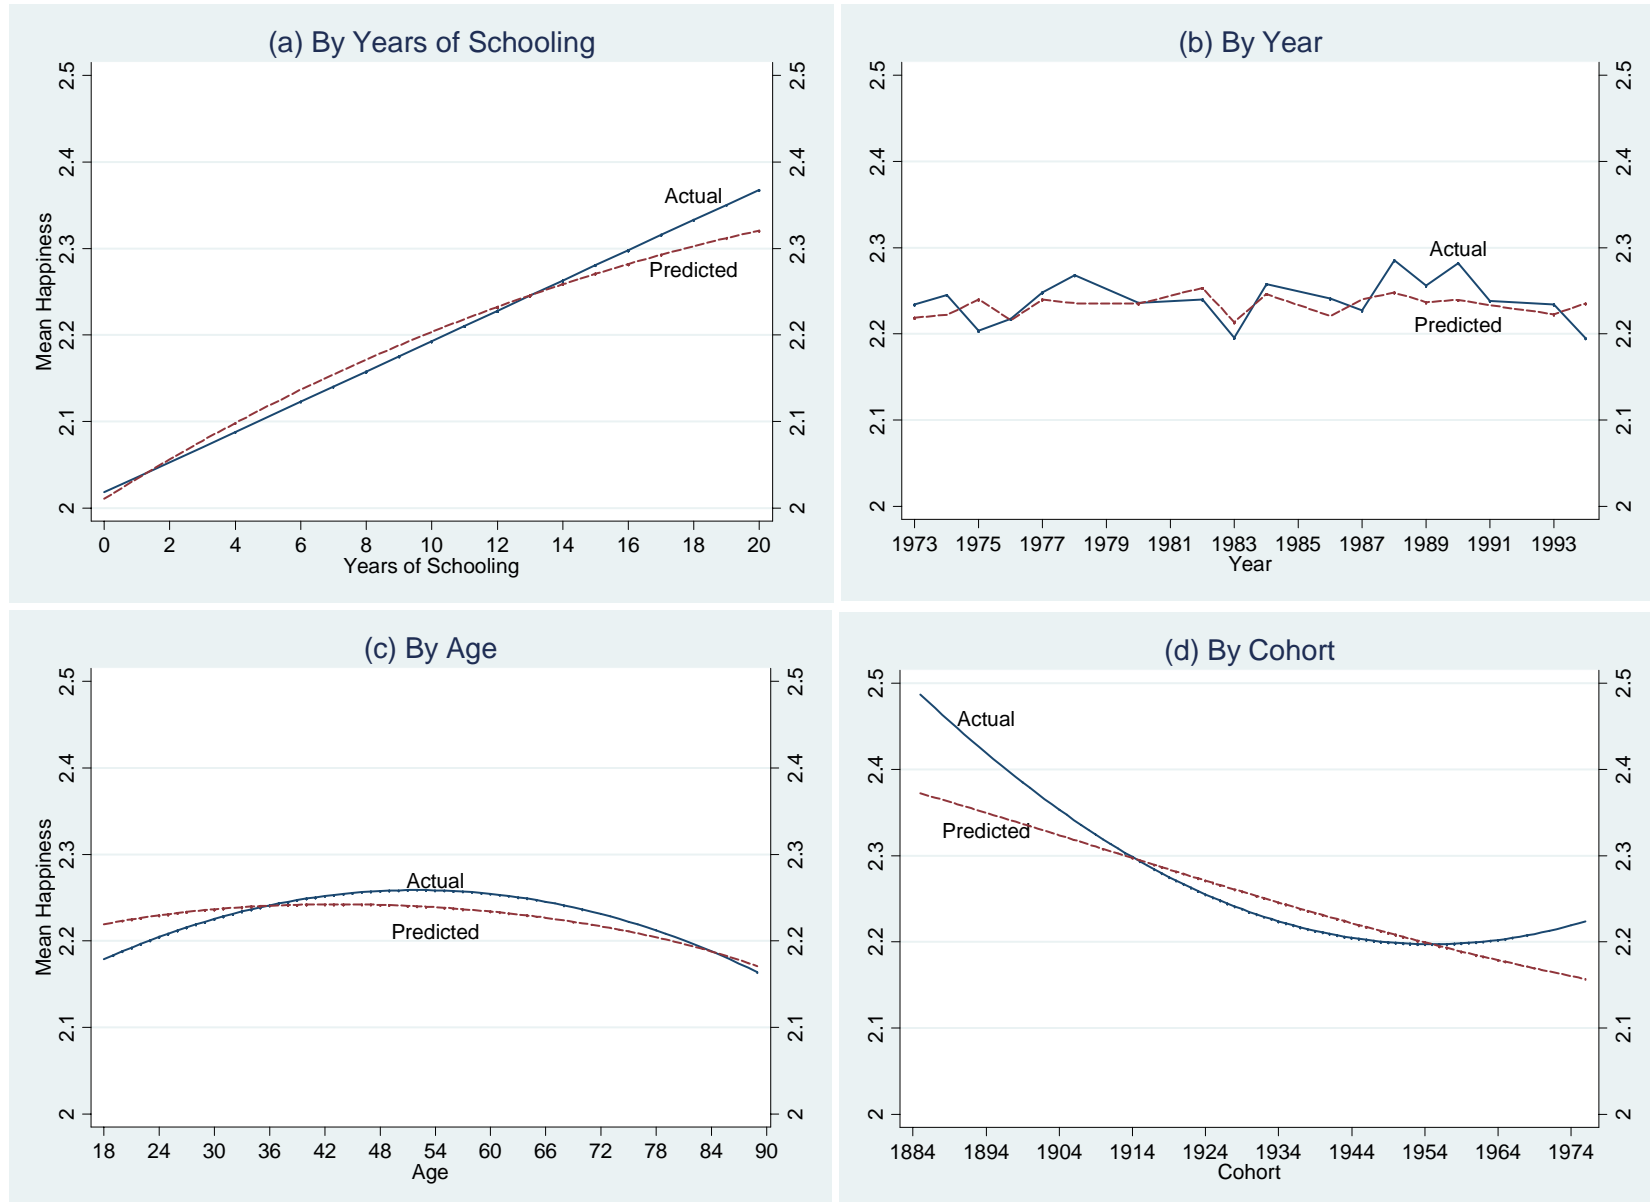 (a) By Years of Schooling
2.5
2.4
2.3
2.2
2.1
2
Mean Happiness
Actual
Predicted
2.5
2.4
2.3
2.2
2.1
2
0 2 4 6 8 10 12 14 16 18 20
Years of Schooling
(b) By Year
2.5
2.4
2.3
2.2
2.1
2
Actual
Predicted
2.5
2.4
2.3
2.2
2.1
2
1973 1975 1977 1979 1981 1983 1985 1987 1989 1991 1993
Year
(c) By Age
2.5
2.4
2.3
2.2
2.1
2
Mean Happiness
Actual
Predicted
2.5
2.4
2.3
2.2
2.1
2
18 24 30 36 42 48 54 60 66 72 78 84 90
Age
(d) By Cohort
2.5
2.4
2.3
2.2
2.1
2
Actual
Predicted
2.5
2.4
2.3
2.2
2.1
2
1884 1894 1904 1914 1924 1934 1944 1954 1964 1974
Cohort